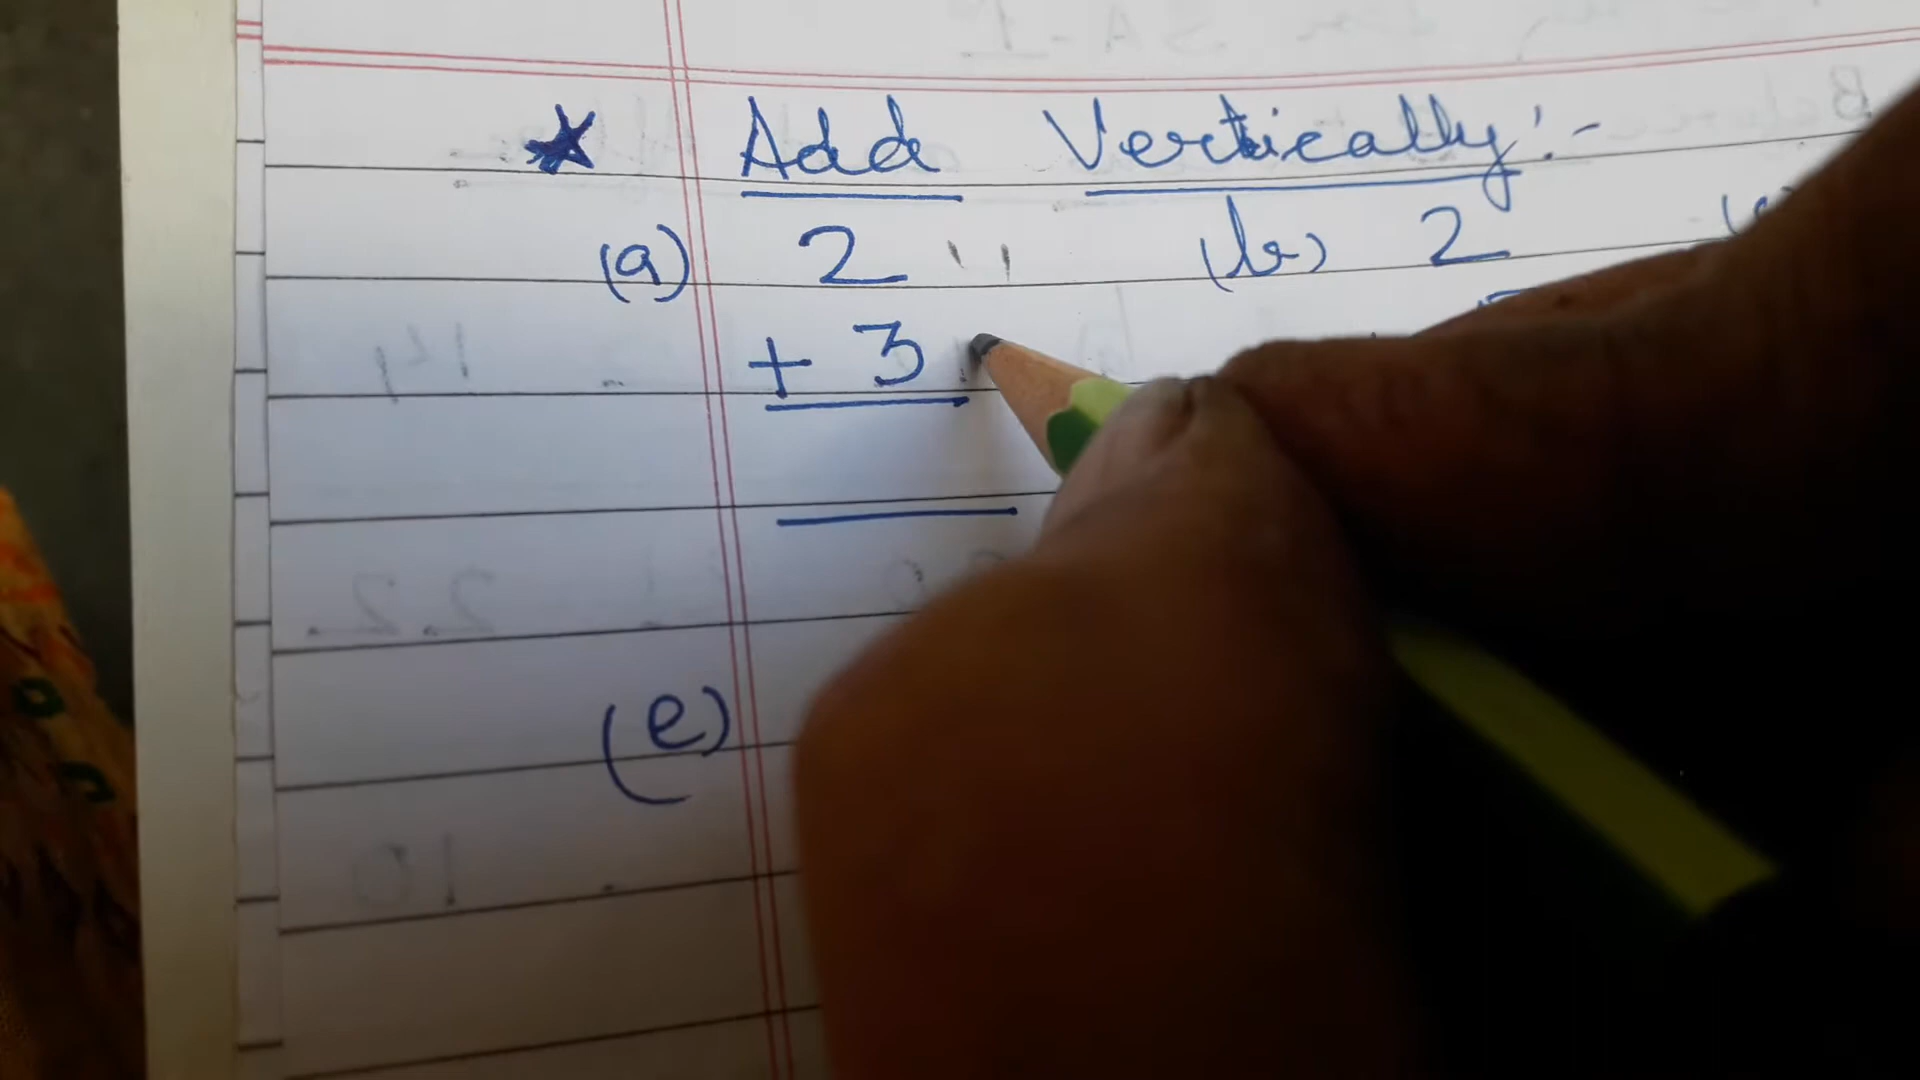 ★ Add Vertically :-
(a) 2 (b) 2
+ 3
(e)